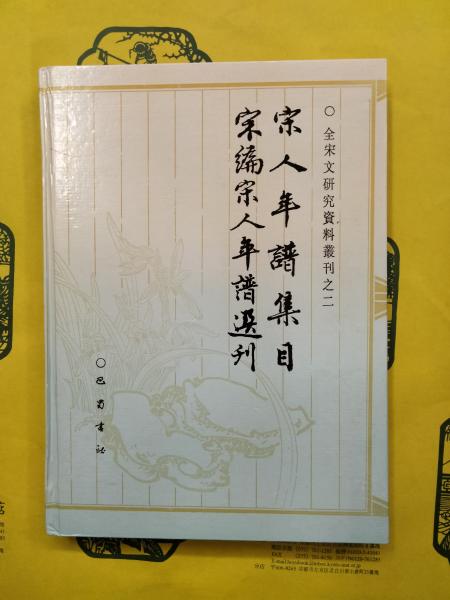 ○ 全宋文研究資料叢刊之二
宋人年譜集目
宋編宋人年譜選刊
○ 巴蜀書社